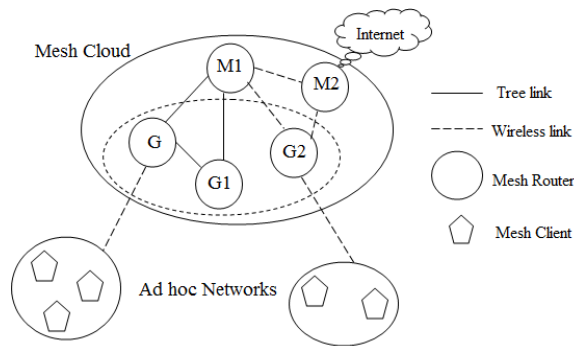 Internet
Mesh Cloud
M1
M2
Tree link
Wireless link
G
G2
G1
Mesh Router
Mesh Client
Ad hoc Networks